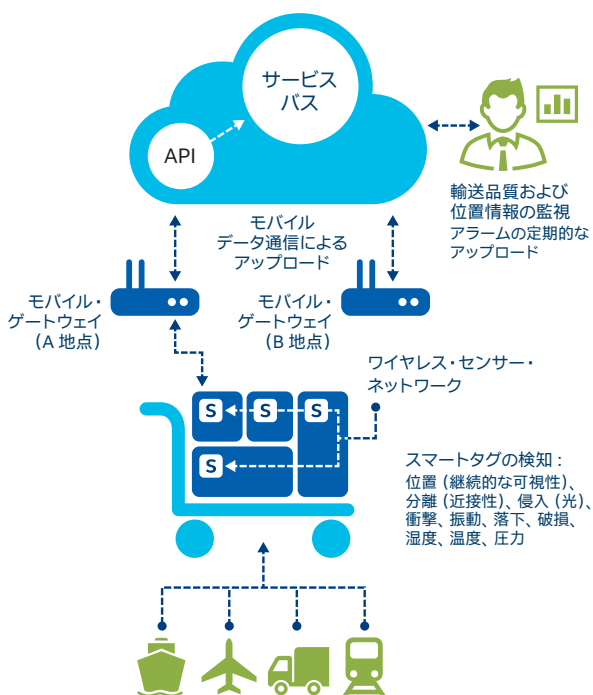 サービス
バス
API
輸送品質および
位置情報の監視
アラームの定期的な
アップロード
モバイル
データ通信による
アップロード
モバイル・
ゲートウェイ
(A 地点)
モバイル・
ゲートウェイ
(B 地点)
ワイヤレス・センサー・
ネットワーク
S
S
S
S
スマートタグの検知：
位置 (継続的な可視性)、
分離 (近接性)、侵入 (光)、
衝撃、振動、落下、破損、
湿度、温度、圧力